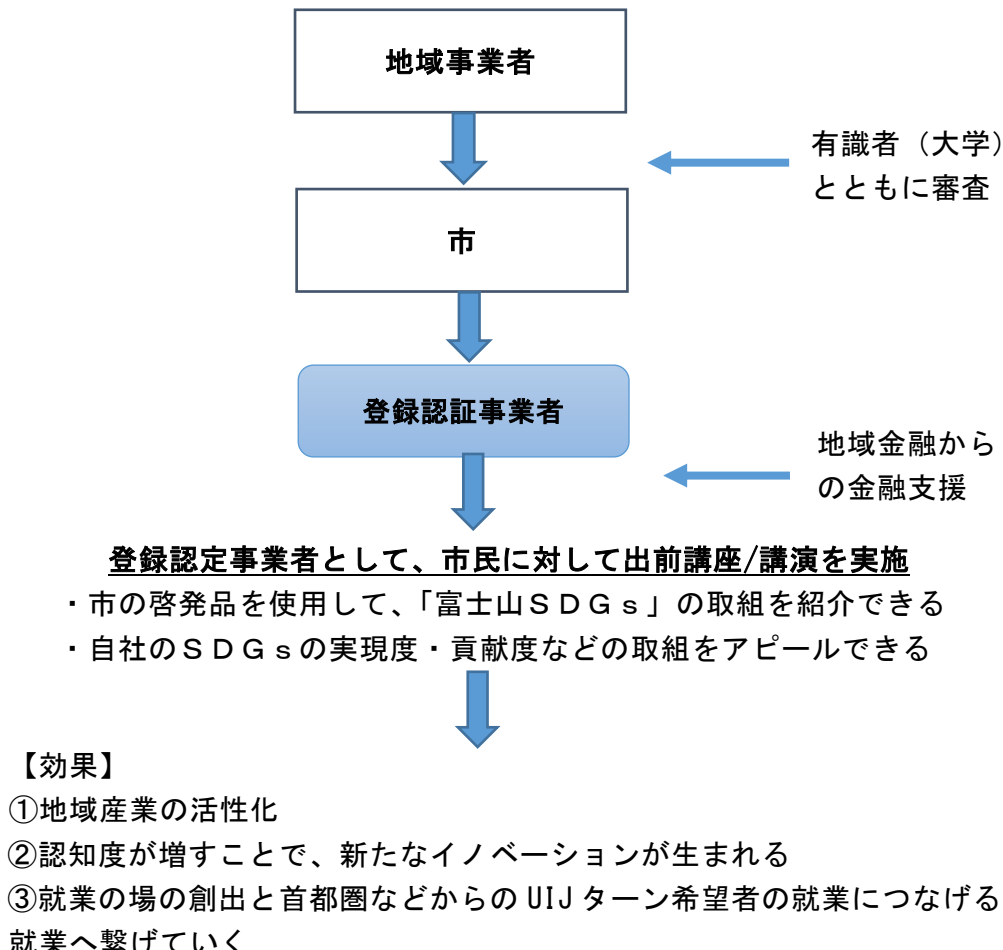 地域事業者
有識者（大学）
とともに審査
市
登録認証事業者
地域金融から
の金融支援
登録認定事業者として、市民に対して出前講座/講演を実施
・市の啓発品を使用して、「富士山ＳＤＧｓ」の取組を紹介できる
・自社のＳＤＧｓの実現度・貢献度などの取組をアピールできる
【効果】
①地域産業の活性化
②認知度が増すことで、新たなイノベーションが生まれる
③就業の場の創出と首都圏などからの UIJ ターン希望者の就業につなげる
就業へ繋げていく